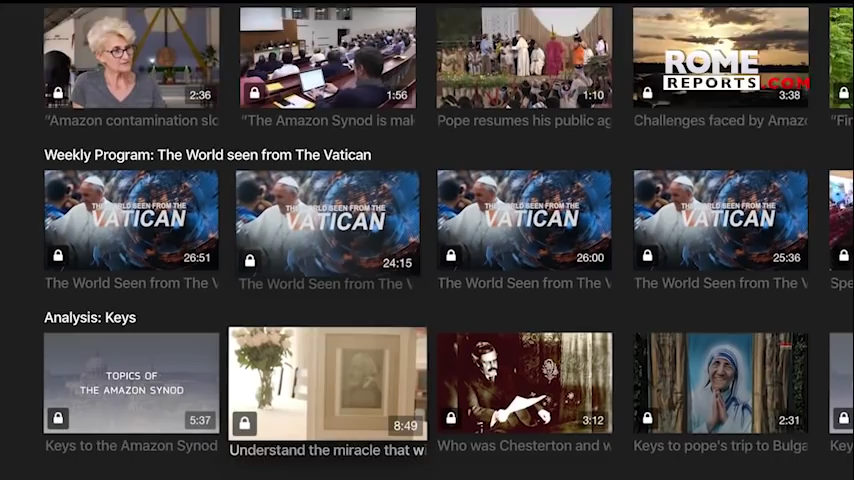 ROME
REPORTS.COM
2:36
1:56
1:10
3:38
"Amazon contamination slo
"The Amazon Synod is mal
Pope resumes his public ag
Challenges faced by Amazo
"Fir
Weekly Program: The World seen from The Vatican
THE WORLD SEEN FROM THE
VATICAN
26:51
THE WORLD SEEN FROM THE
VATICAN
24:15
THE WORLD SEEN FROM THE
VATICAN
26:00
THE WORLD SEEN FROM THE
VATICAN
25:36
The World Seen from The V
The World Seen from The V
The World Seen from The V
The World Seen from The V
Spe
Analysis: Keys
TOPICS OF
THE AMAZON SYNOD
5:37
8:49
3:12
2:31
Keys to the Amazon Synod
Understand the miracle that w
Who was Chesterton and w
Keys to pope's trip to Bulga
Key